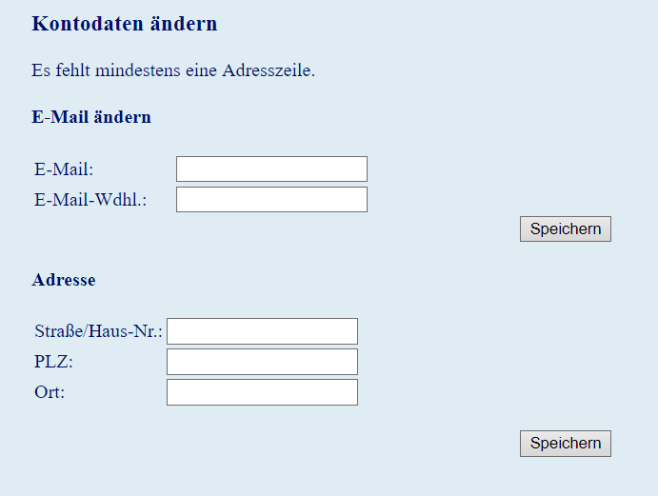 Kontodaten ändern
Es fehlt mindestens eine Adresszeile.
E-Mail ändern
E-Mail:
E-Mail-Wdhl.:
Speichern
Adresse
Straße/Haus-Nr.:
PLZ:
Ort:
Speichern